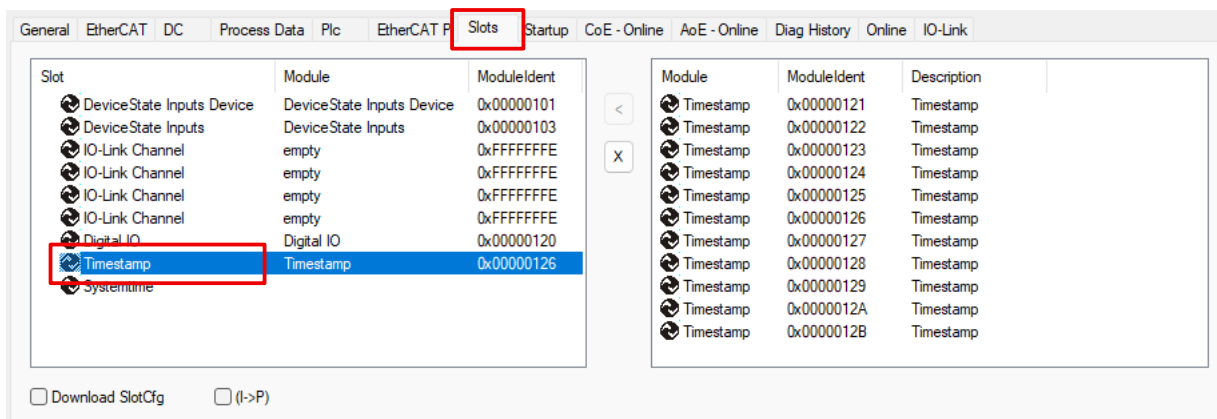 General EtherCAT DC Process Data Plc EtherCAT P Slots Startup CoE - Online AoE - Online Diag History Online IO-Link
Slot Module ModuleIdent
DeviceState Inputs Device DeviceState Inputs Device 0x00000101
DeviceState Inputs DeviceState Inputs 0x00000103
IO-Link Channel empty 0xFFFFFFFE
IO-Link Channel empty 0xFFFFFFFE
IO-Link Channel empty 0xFFFFFFFE
IO-Link Channel empty 0xFFFFFFFE
Digital IO Digital IO 0x00000120
Timestamp Timestamp 0x00000126
Systemtime
<
X
Module ModuleIdent Description
Timestamp 0x00000121 Timestamp
Timestamp 0x00000122 Timestamp
Timestamp 0x00000123 Timestamp
Timestamp 0x00000124 Timestamp
Timestamp 0x00000125 Timestamp
Timestamp 0x00000126 Timestamp
Timestamp 0x00000127 Timestamp
Timestamp 0x00000128 Timestamp
Timestamp 0x00000129 Timestamp
Timestamp 0x0000012A Timestamp
Timestamp 0x0000012B Timestamp
Download SlotCfg (I->P)